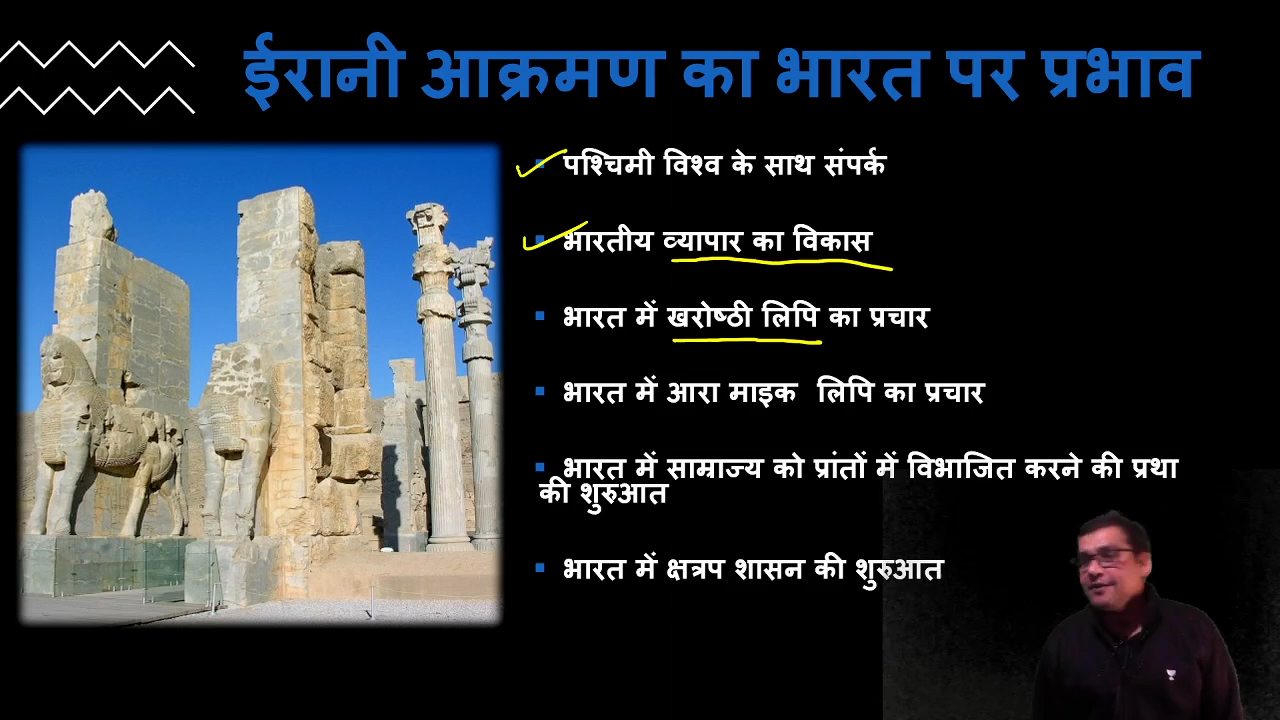 ईरानी आक्रमण का भारत पर प्रभाव
पश्चिमी विश्व के साथ संपर्क
भारतीय व्यापार का विकास
भारत में खरोष्ठी लिपि का प्रचार
भारत में आरा माइक लिपि का प्रचार
भारत में साम्राज्य को प्रांतों में विभाजित करने की प्रथा
की शुरुआत
भारत में क्षत्रप शासन की शुरुआत